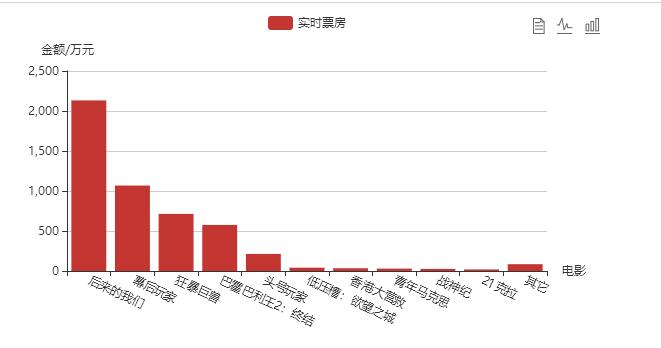 实时票房
金额/万元
2,500
2,000
1,500
1,000
500
0
后来的我们
幕后玩家
狂暴巨兽
巴霍巴利王2：终结
头号玩家
低压槽：欲望之城
香港大营救
青年马克思
战神纪
21克拉
其它
电影